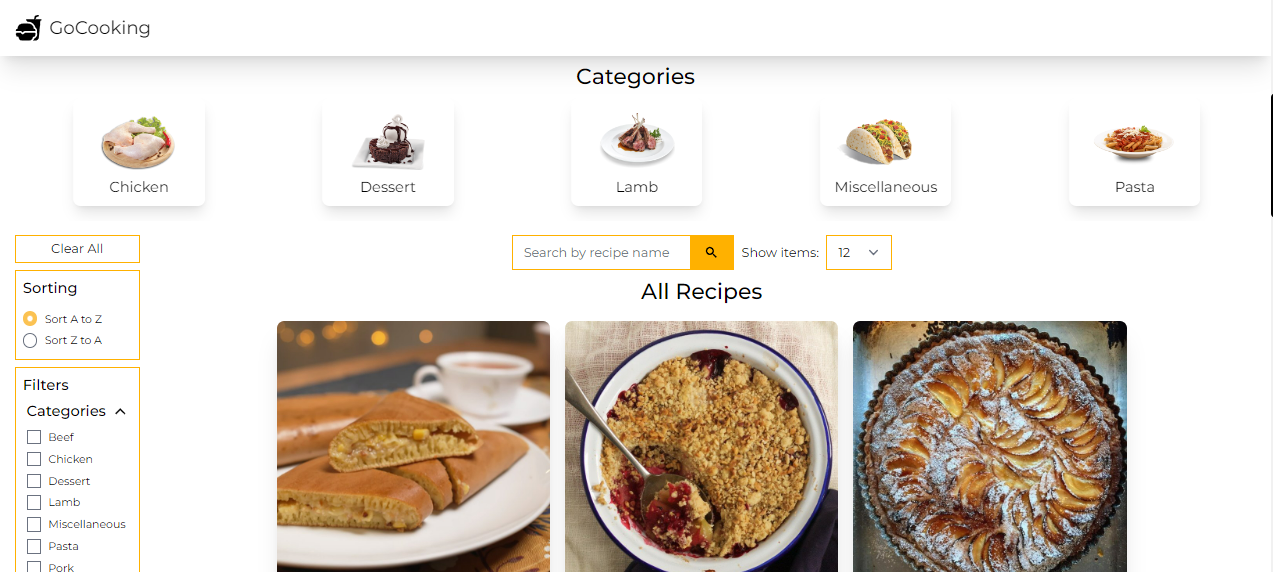 GoCooking
Categories
Chicken
Dessert
Lamb
Miscellaneous
Pasta
Clear All
Search by recipe name
Show items:
12
Sorting
Sort A to Z
Sort Z to A
All Recipes
Filters
Categories
Beef
Chicken
Dessert
Lamb
Miscellaneous
Pasta
Pork